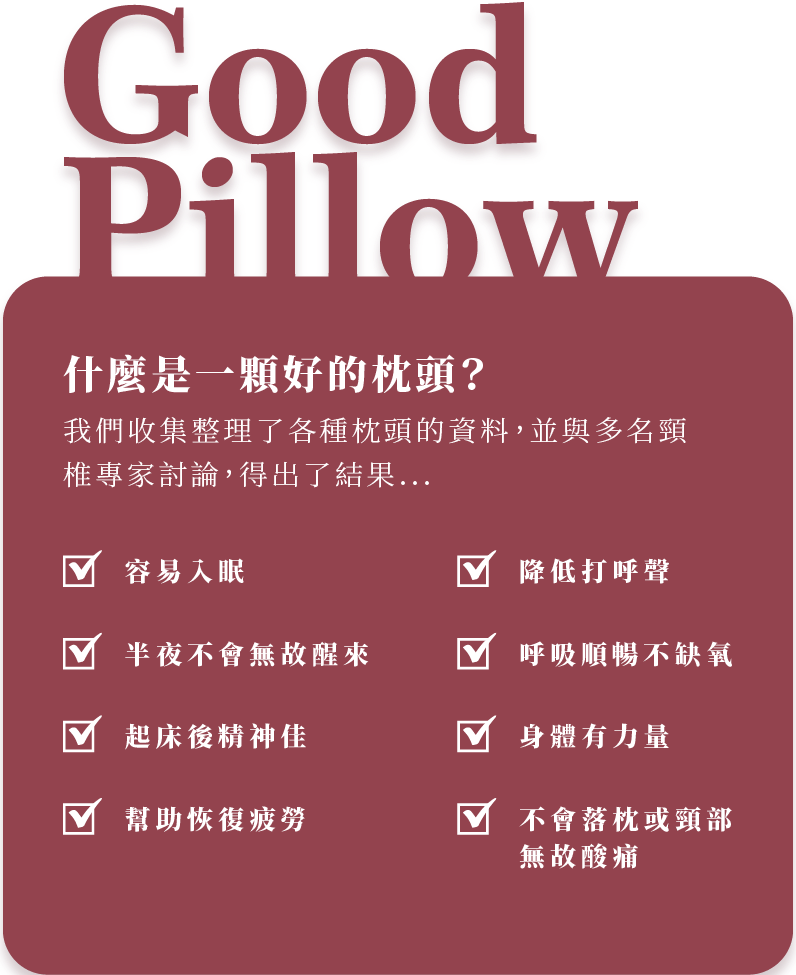 Good
Pillow
什麼是一顆好的枕頭？
我們收集整理了各種枕頭的資料，並與多名頸
椎專家討論，得出了結果...
容易入眠
半夜不會無故醒來
起床後精神佳
幫助恢復疲勞
降低打呼聲
呼吸順暢不缺氧
身體有力量
不會落枕或頸部
無故酸痛